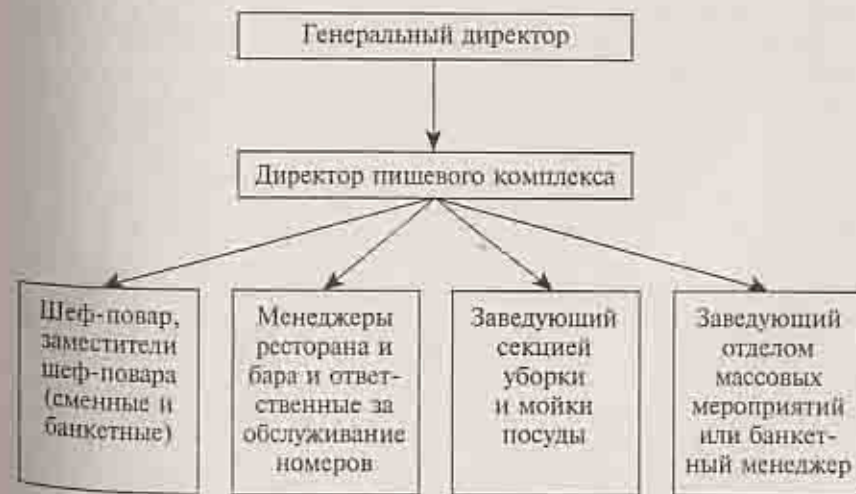 Генеральный директор
Директор пищевого комплекса
Шеф-повар,
заместители
шеф-повара
(сменные и
банкетные)
Менеджеры
ресторана и
бара и ответ-
ственные за
обслуживание
номеров
Заведующий
секцией
уборки
и мойки
посуды
Заведующий
отделом
массовых
мероприятий
или банкет-
ный менеджер